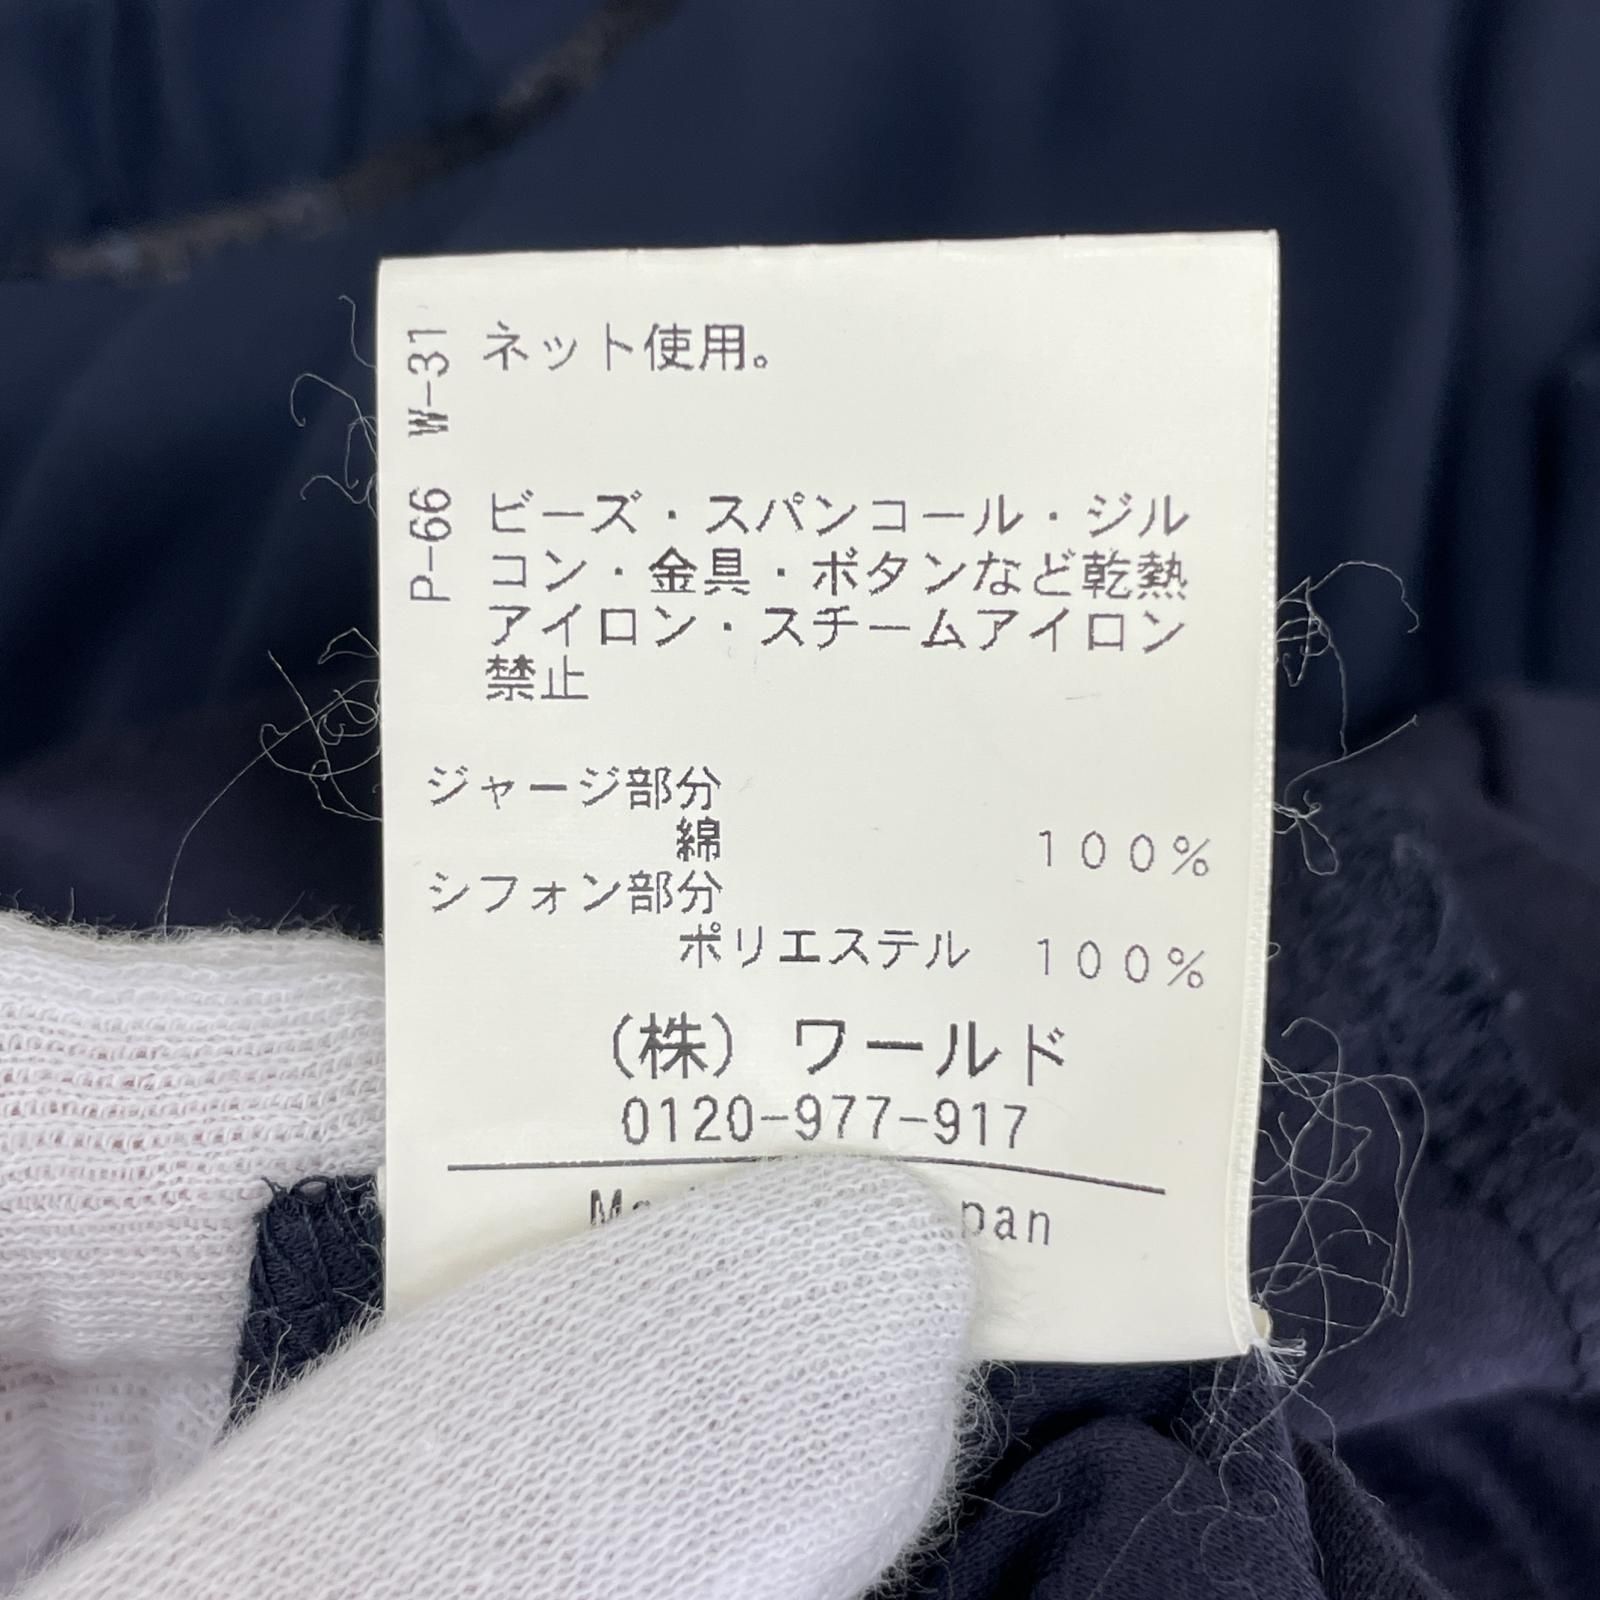 W-31
P-66
ネット使用。
ビーズ・スパンコール・ジル
コン・金具・ボタンなど乾熱
アイロン・スチームアイロン
禁止
ジャージ部分
綿 100%
シフォン部分
ポリエステル 100%
(株) ワールド
0120-977-917